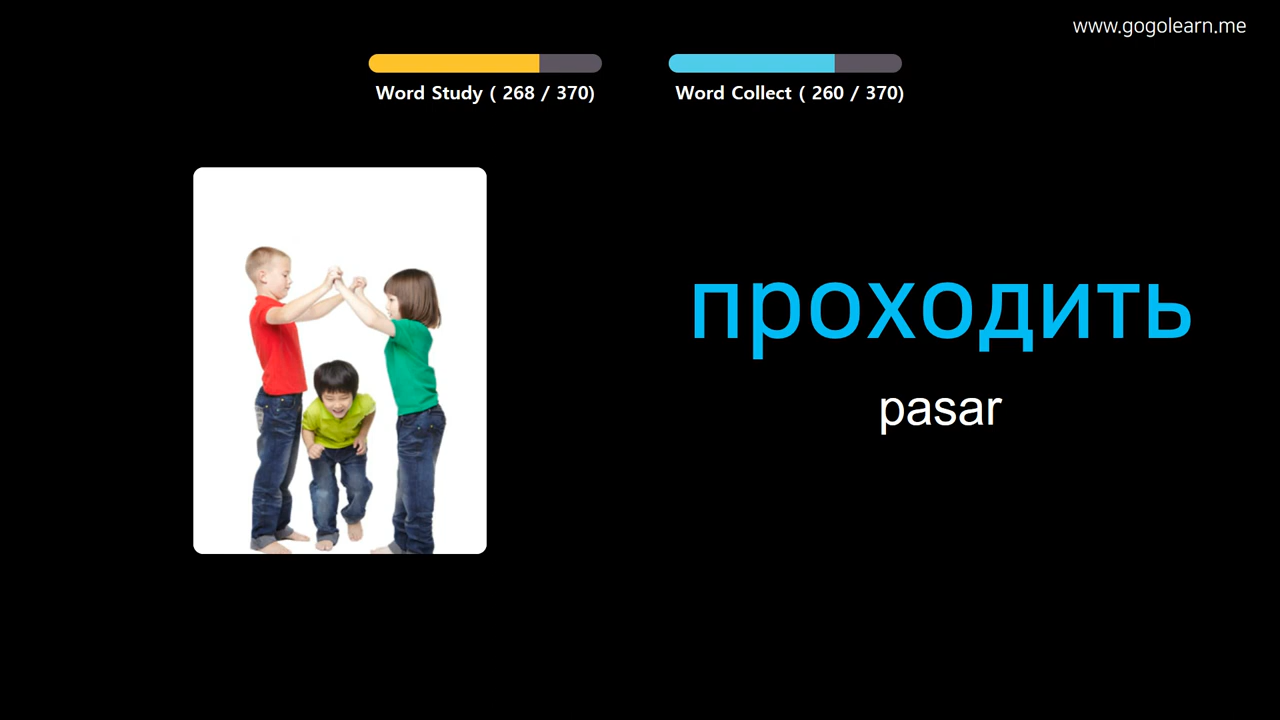 www.gogolearn.me
Word Study ( 268 / 370)
Word Collect ( 260 / 370)
проходить
pasar